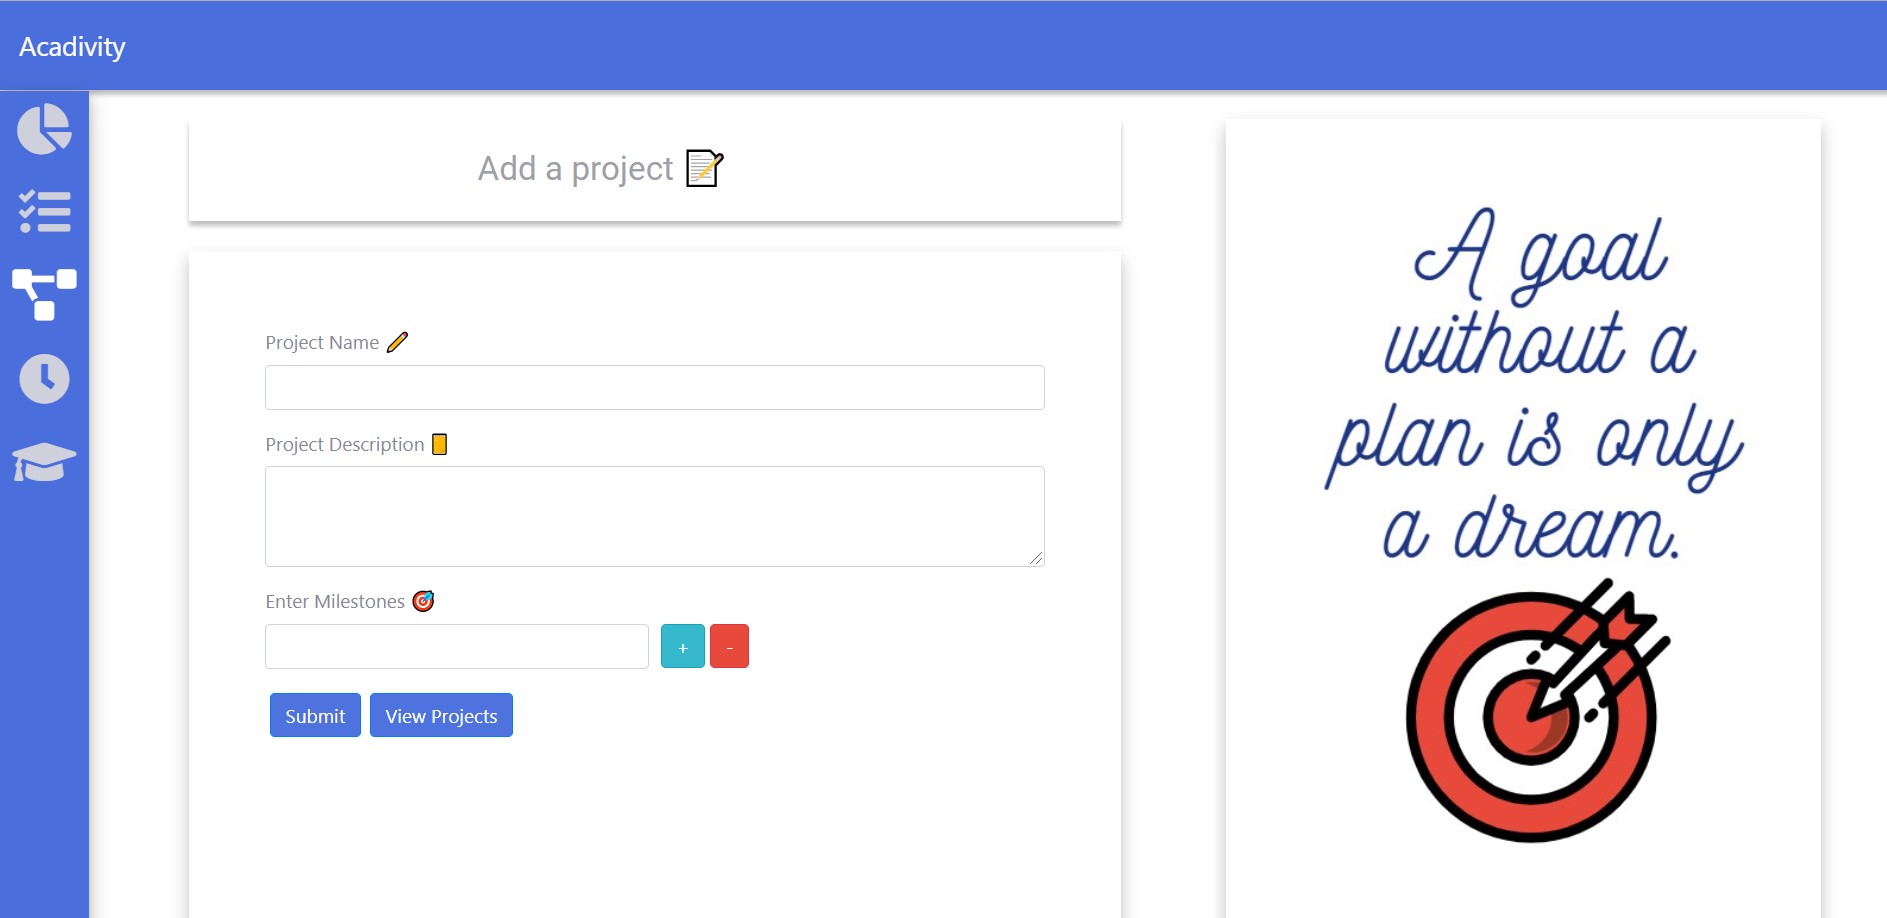 Acadivity
Add a project
Project Name
Project Description
Enter Milestones
+ -
Submit View Projects
A goal
without a
plan is only
a dream.